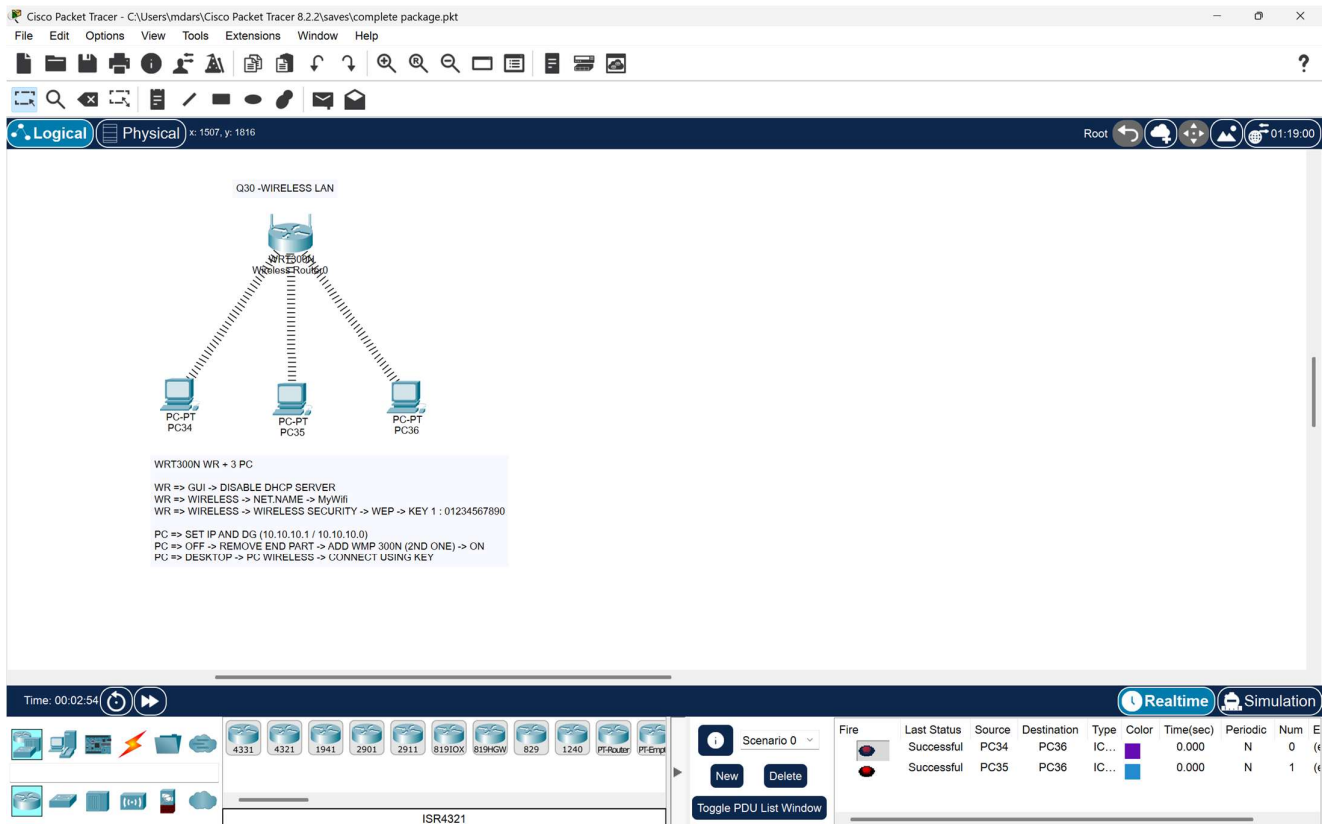 Cisco Packet Tracer - C:\Users\mdars\Cisco Packet Tracer 8.2.2\saves\complete package.pkt
File Edit Options View Tools Extensions Window Help
?
Logical Physical x: 1507, y: 1816 Root 01:19:00
Q30 -WIRELESS LAN
WRT300N
Wireless Router0
PC-PT
PC34
PC-PT
PC35
PC-PT
PC36
WRT300N WR + 3 PC
WR => GUI -> DISABLE DHCP SERVER
WR => WIRELESS -> NET.NAME -> MyWifi
WR => WIRELESS -> WIRELESS SECURITY -> WEP -> KEY 1 : 01234567890
PC => SET IP AND DG (10.10.10.1 / 10.10.10.0)
PC => OFF -> REMOVE END PART -> ADD WMP 300N (2ND ONE) -> ON
PC => DESKTOP -> PC WIRELESS -> CONNECT USING KEY
Time: 00:02:54 Realtime Simulation
4331 4321 1941 2901 2911 819IOX 819HGW 829 1240 PT-Router PT-Empt
ISR4321
Scenario 0
New Delete
Toggle PDU List Window
Fire Last Status Source Destination Type Color Time(sec) Periodic Num E
Successful PC34 PC36 IC... 0.000 N 0 (e
Successful PC35 PC36 IC... 0.000 N 1 (e